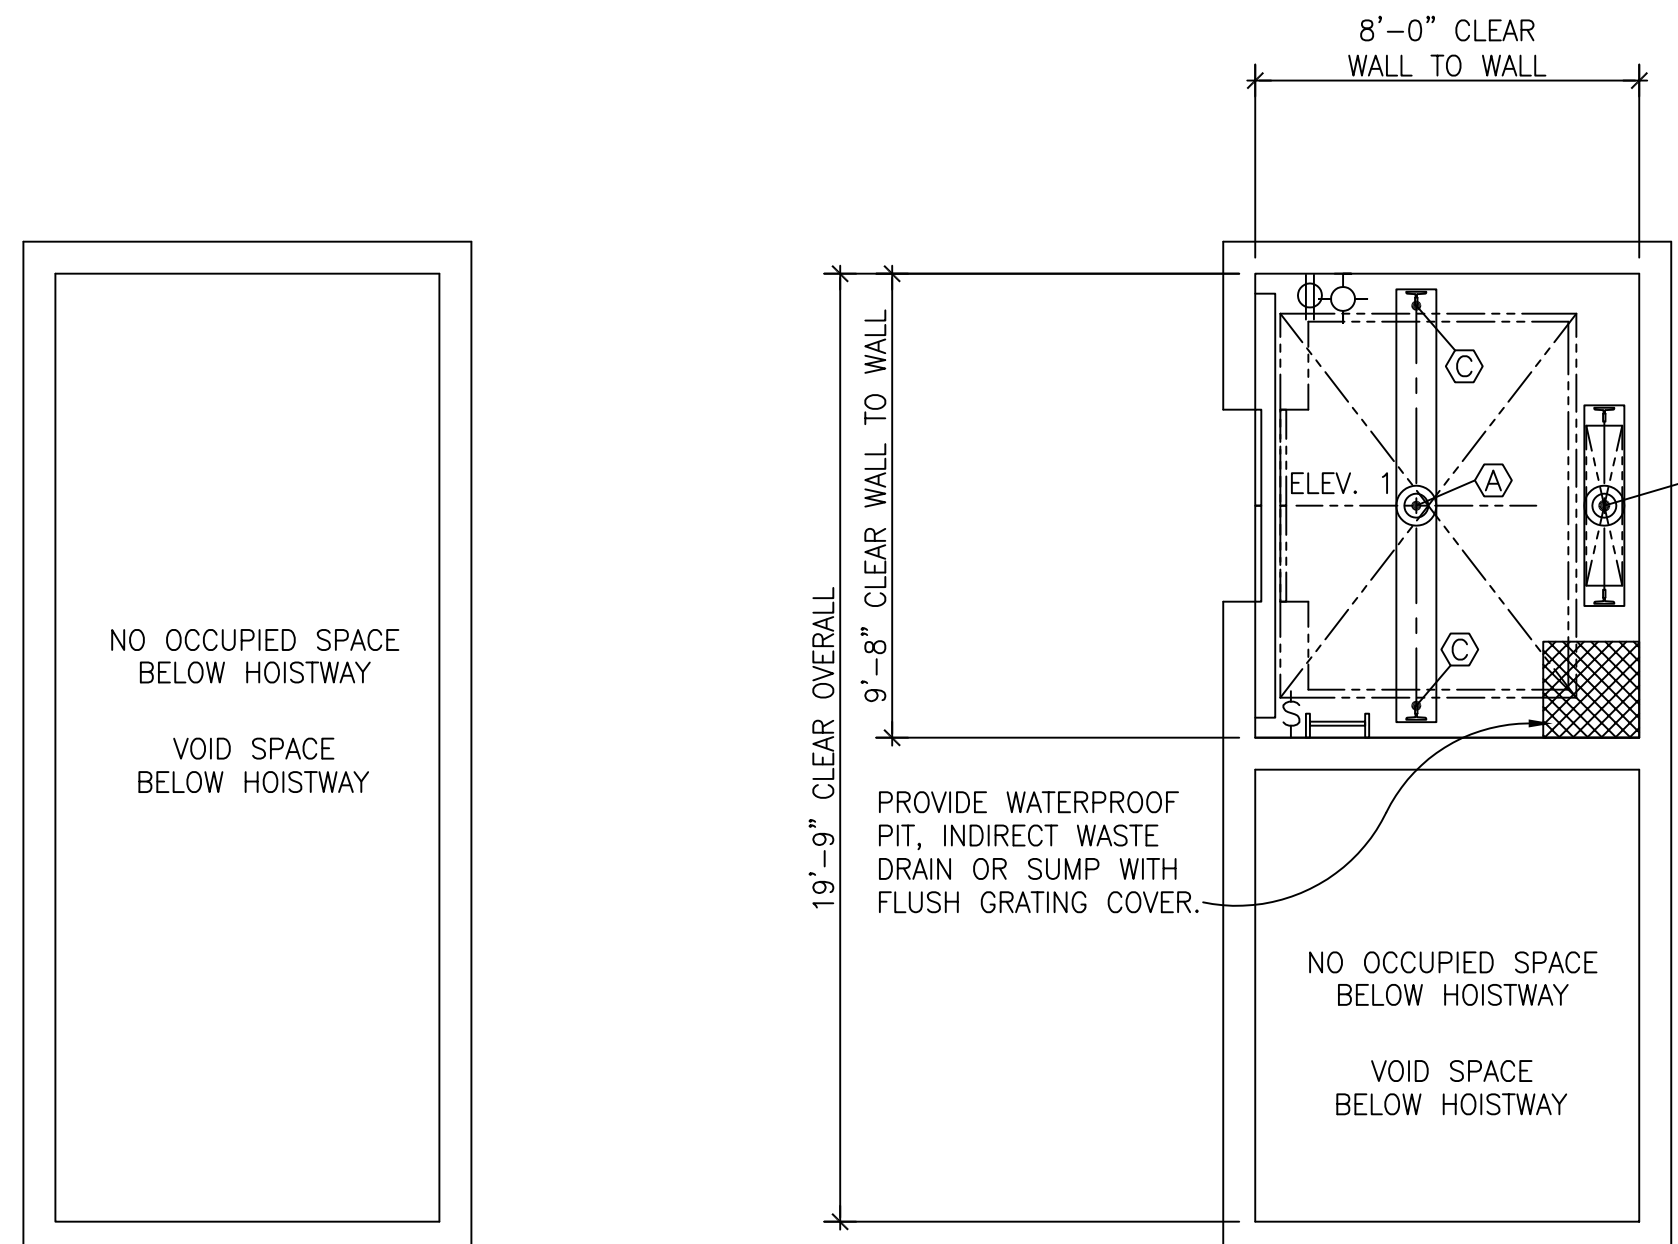 8'-0" CLEAR
WALL TO WALL
NO OCCUPIED SPACE
BELOW HOISTWAY
VOID SPACE
BELOW HOISTWAY
19'-9" CLEAR OVERALL
9'-8" CLEAR WALL TO WALL
C
ELEV. 1
A
C
S
PROVIDE WATERPROOF
PIT, INDIRECT WASTE
DRAIN OR SUMP WITH
FLUSH GRATING COVER.
NO OCCUPIED SPACE
BELOW HOISTWAY
VOID SPACE
BELOW HOISTWAY